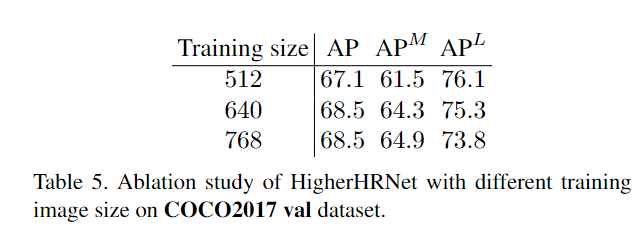 Training size AP AP^M AP^L
512 67.1 61.5 76.1
640 68.5 64.3 75.3
768 68.5 64.9 73.8
Table 5. Ablation study of HigherHRNet with different training
image size on COCO2017 val dataset.